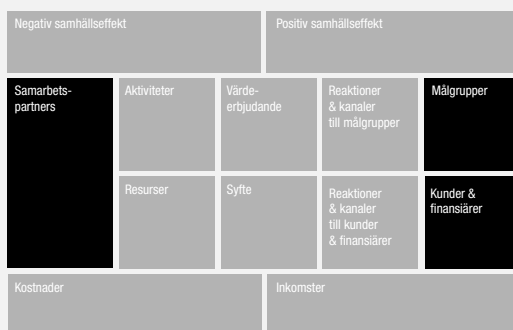 Negativ samhällseffekt
Positiv samhällseffekt
Samarbets-
partners
Aktiviteter
Värde-
erbjudande
Reaktioner
& kanaler
till målgrupper
Målgrupper
Resurser
Syfte
Reaktioner
& kanaler
till kunder
& finansiärer
Kunder &
finansiärer
Kostnader
Inkomster